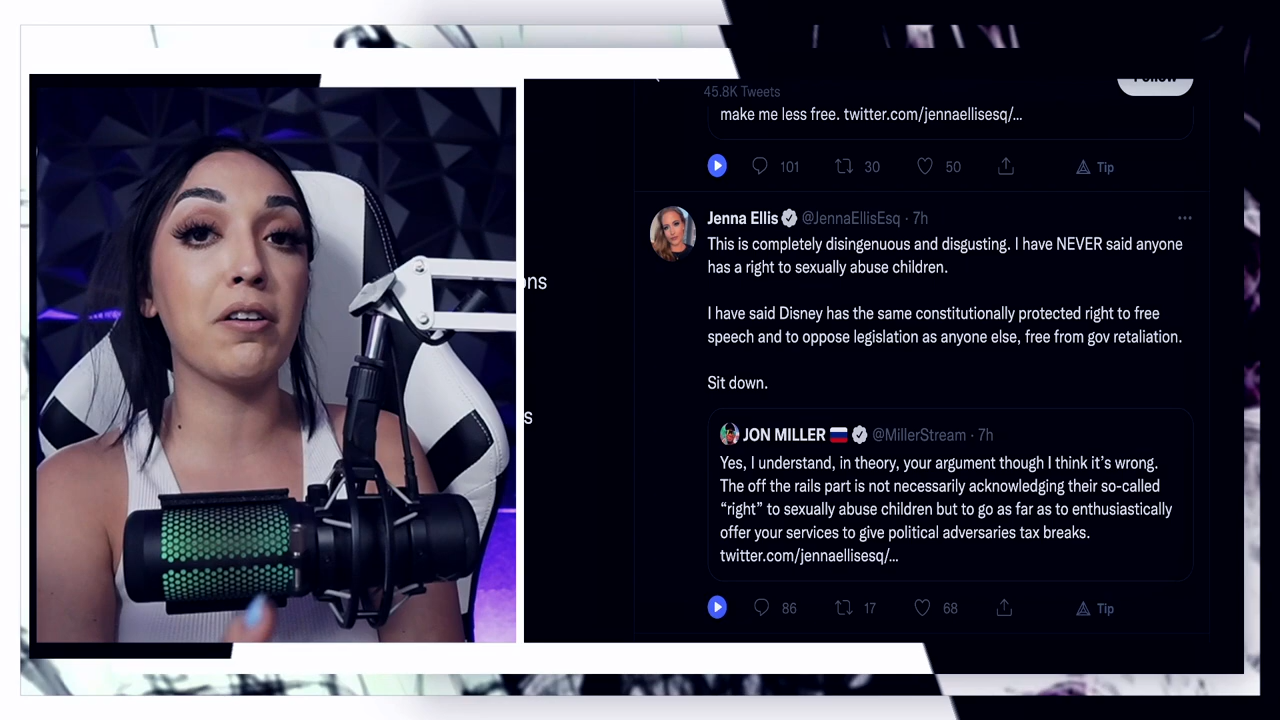 45.8K Tweets
make me less free. twitter.com/jennaellisesq/...
101 30 50 Tip
Jenna Ellis @JennaEllisEsq · 7h
This is completely disingenuous and disgusting. I have NEVER said anyone
has a right to sexually abuse children.
ons
I have said Disney has the same constitutionally protected right to free
speech and to oppose legislation as anyone else, free from gov retaliation.
Sit down.
s
JON MILLER @MillerStream · 7h
Yes, I understand, in theory, your argument though I think it's wrong.
The off the rails part is not necessarily acknowledging their so-called
“right” to sexually abuse children but to go as far as to enthusiastically
offer your services to give political adversaries tax breaks.
twitter.com/jennaellisesq/...
86 17 68 Tip